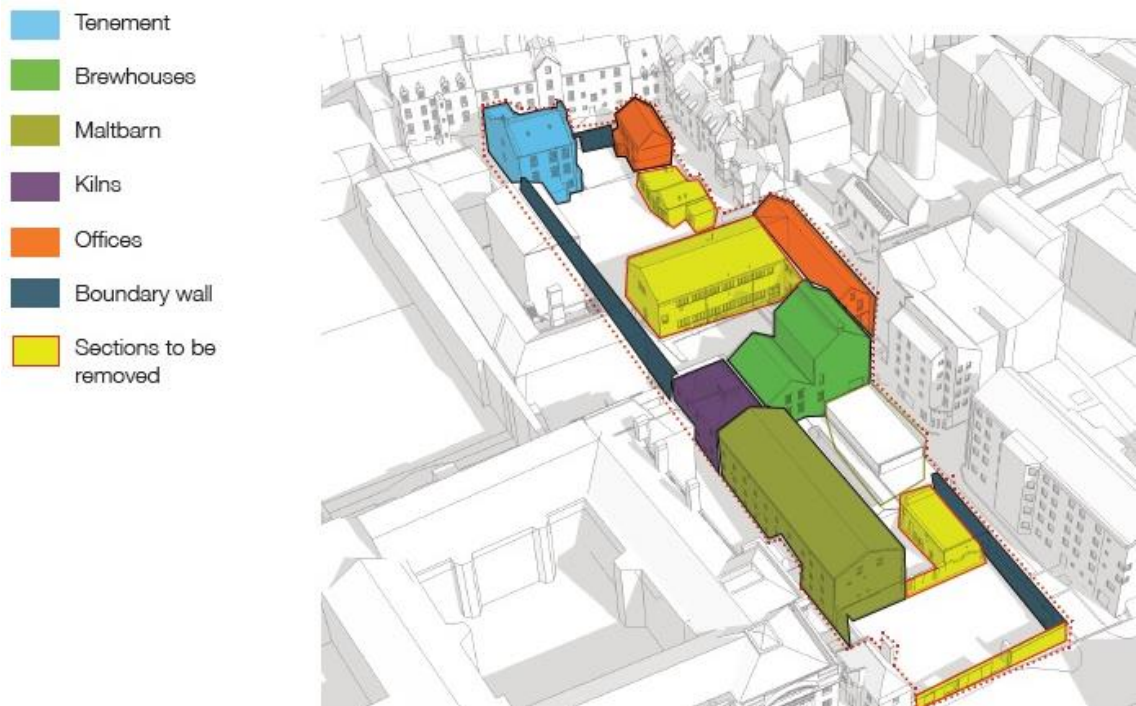 Tenement
Brewhouses
Maltbarn
Kilns
Offices
Boundary wall
Sections to be
removed